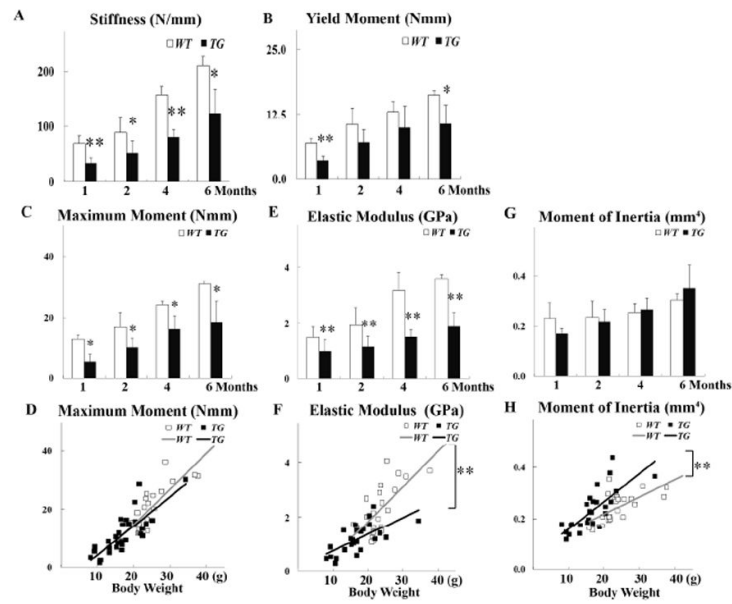 A
Stiffness (N/mm)
WT TG
200
100
0
** * ** *
1 2 4 6 Months
B
Yield Moment (Nmm)
WT TG
25.0
12.5
0.0
** *
1 2 4 6 Months
C
Maximum Moment (Nmm)
WT TG
40
20
0
* * * *
1 2 4 6 Months
E
Elastic Modulus (GPa)
WT TG
4
2
0
** ** ** **
1 2 4 6 Months
G
Moment of Inertia (mm⁴)
WT TG
0.4
0.2
0.0
1 2 4 6 Months
D
Maximum Moment (Nmm)
WT TG
WT TG
40
20
0
0 10 20 30 40 (g)
Body Weight
F
Elastic Modulus (GPa)
WT TG
WT TG
4
2
0
**
0 10 20 30 40 (g)
Body Weight
H
Moment of Inertia (mm⁴)
WT TG
WT TG
0.4
0.2
0.0
**
0 10 20 30 40 (g)
Body Weight